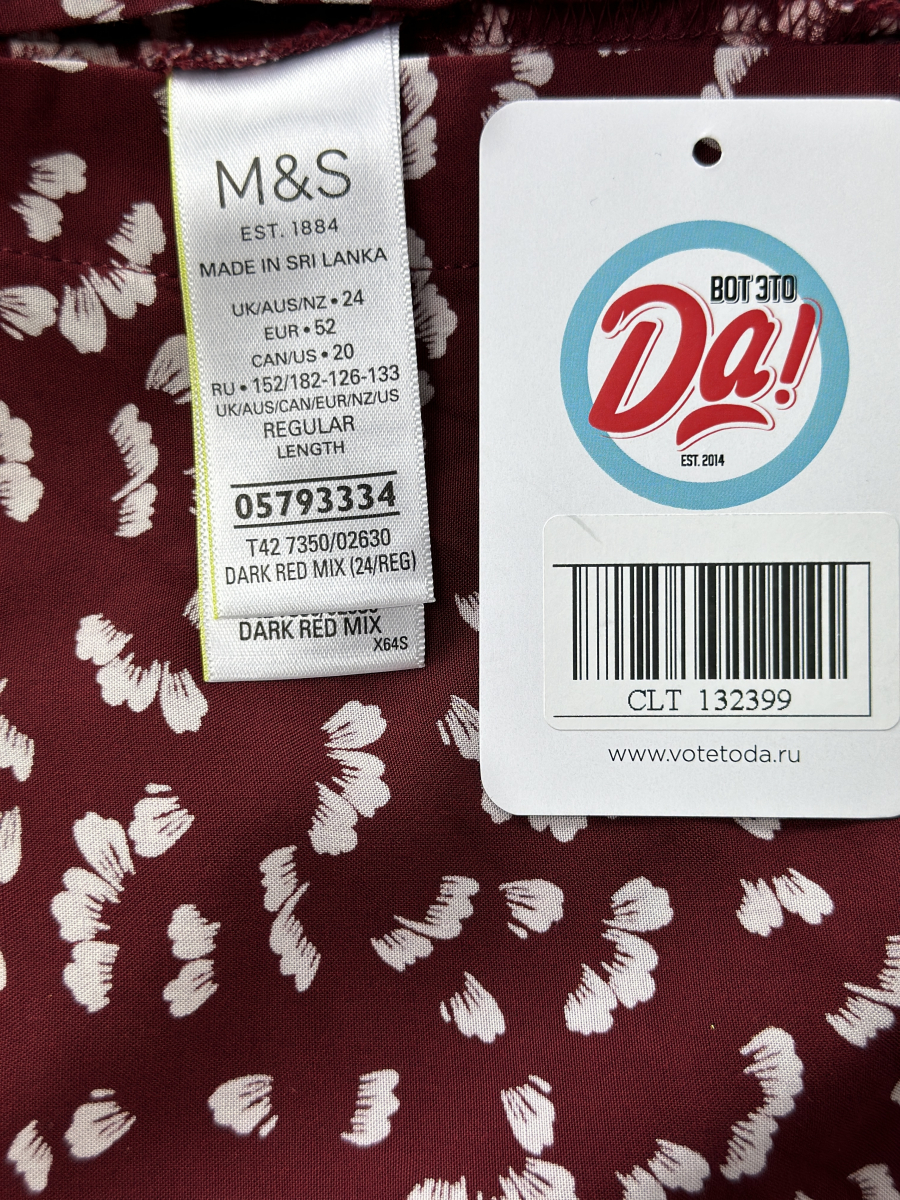 M&S
EST. 1884
MADE IN SRI LANKA
UK/AUS/NZ • 24
EUR • 52
CAN/US • 20
RU • 152/182-126-133
UK/AUS/CAN/EUR/NZ/US
REGULAR
LENGTH
05793334
T42 7350/02630
DARK RED MIX (24/REG)
DARK RED MIX
X64S
ВОТ ЭТО
Da!
EST. 2014
CLT 132399
www.votetoda.ru